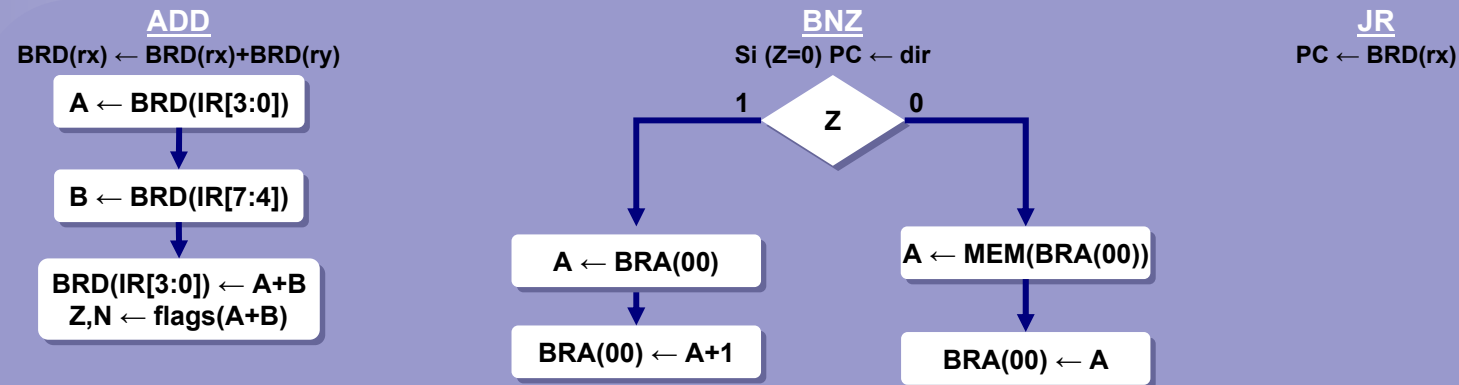 ADD
BRD(rx) ← BRD(rx)+BRD(ry)
A ← BRD(IR[3:0])
B ← BRD(IR[7:4])
BRD(IR[3:0]) ← A+B
Z,N ← flags(A+B)
BNZ
Si (Z=0) PC ← dir
1
Z
0
A ← BRA(00)
BRA(00) ← A+1
A ← MEM(BRA(00))
BRA(00) ← A
JR
PC ← BRD(rx)